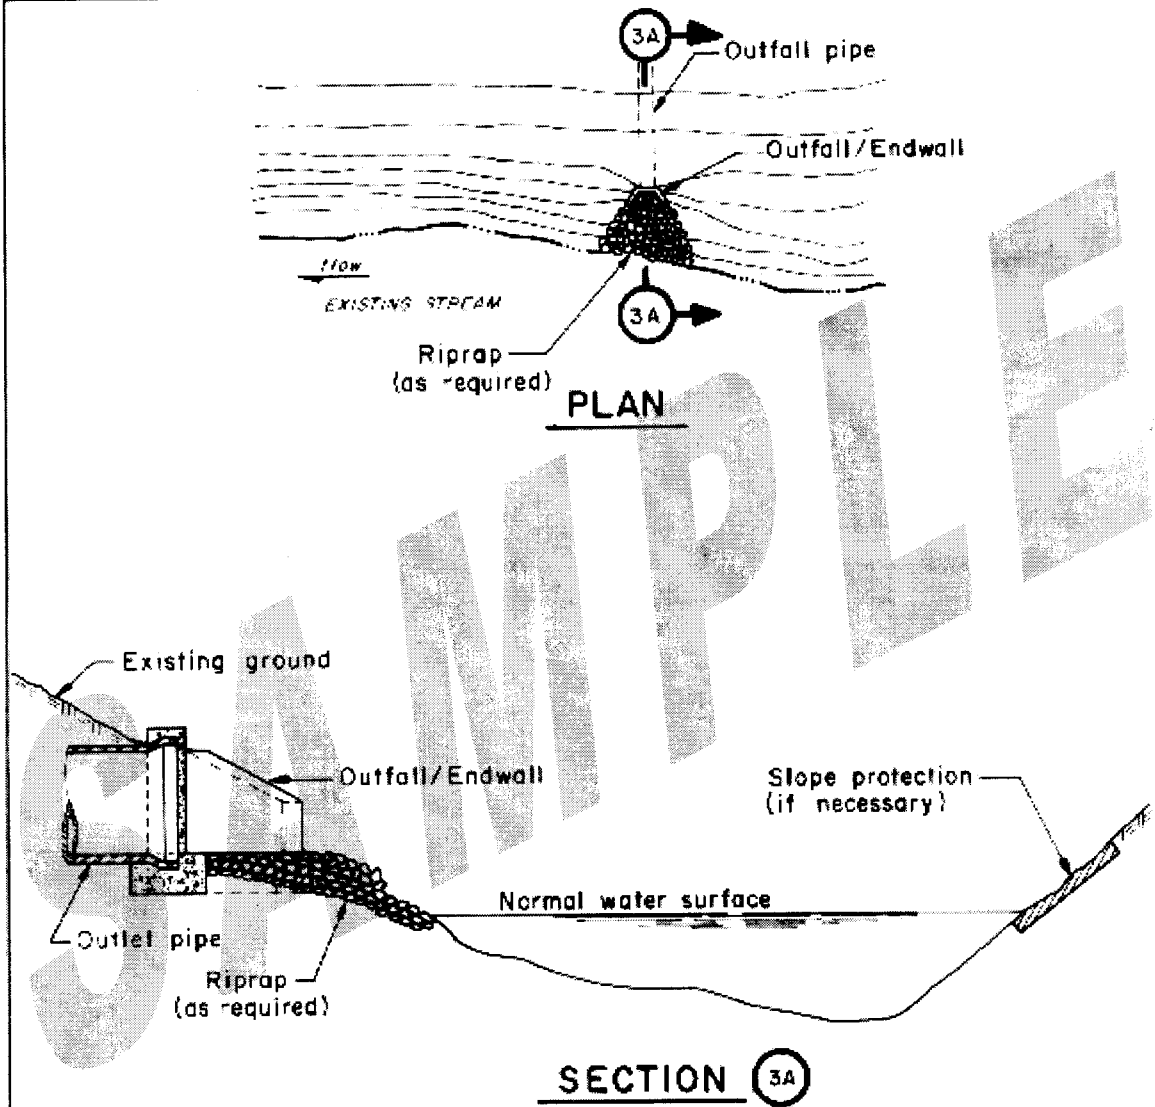 3A
Outfall pipe
Outfall/Endwall
flow
EXISTING STREAM
3A
Riprap
(as required)
PLAN
SAMPLE
Existing ground
Outfall/Endwall
Slope protection
(if necessary)
Normal water surface
Outlet pipe
Riprap
(as required)
SECTION 3A